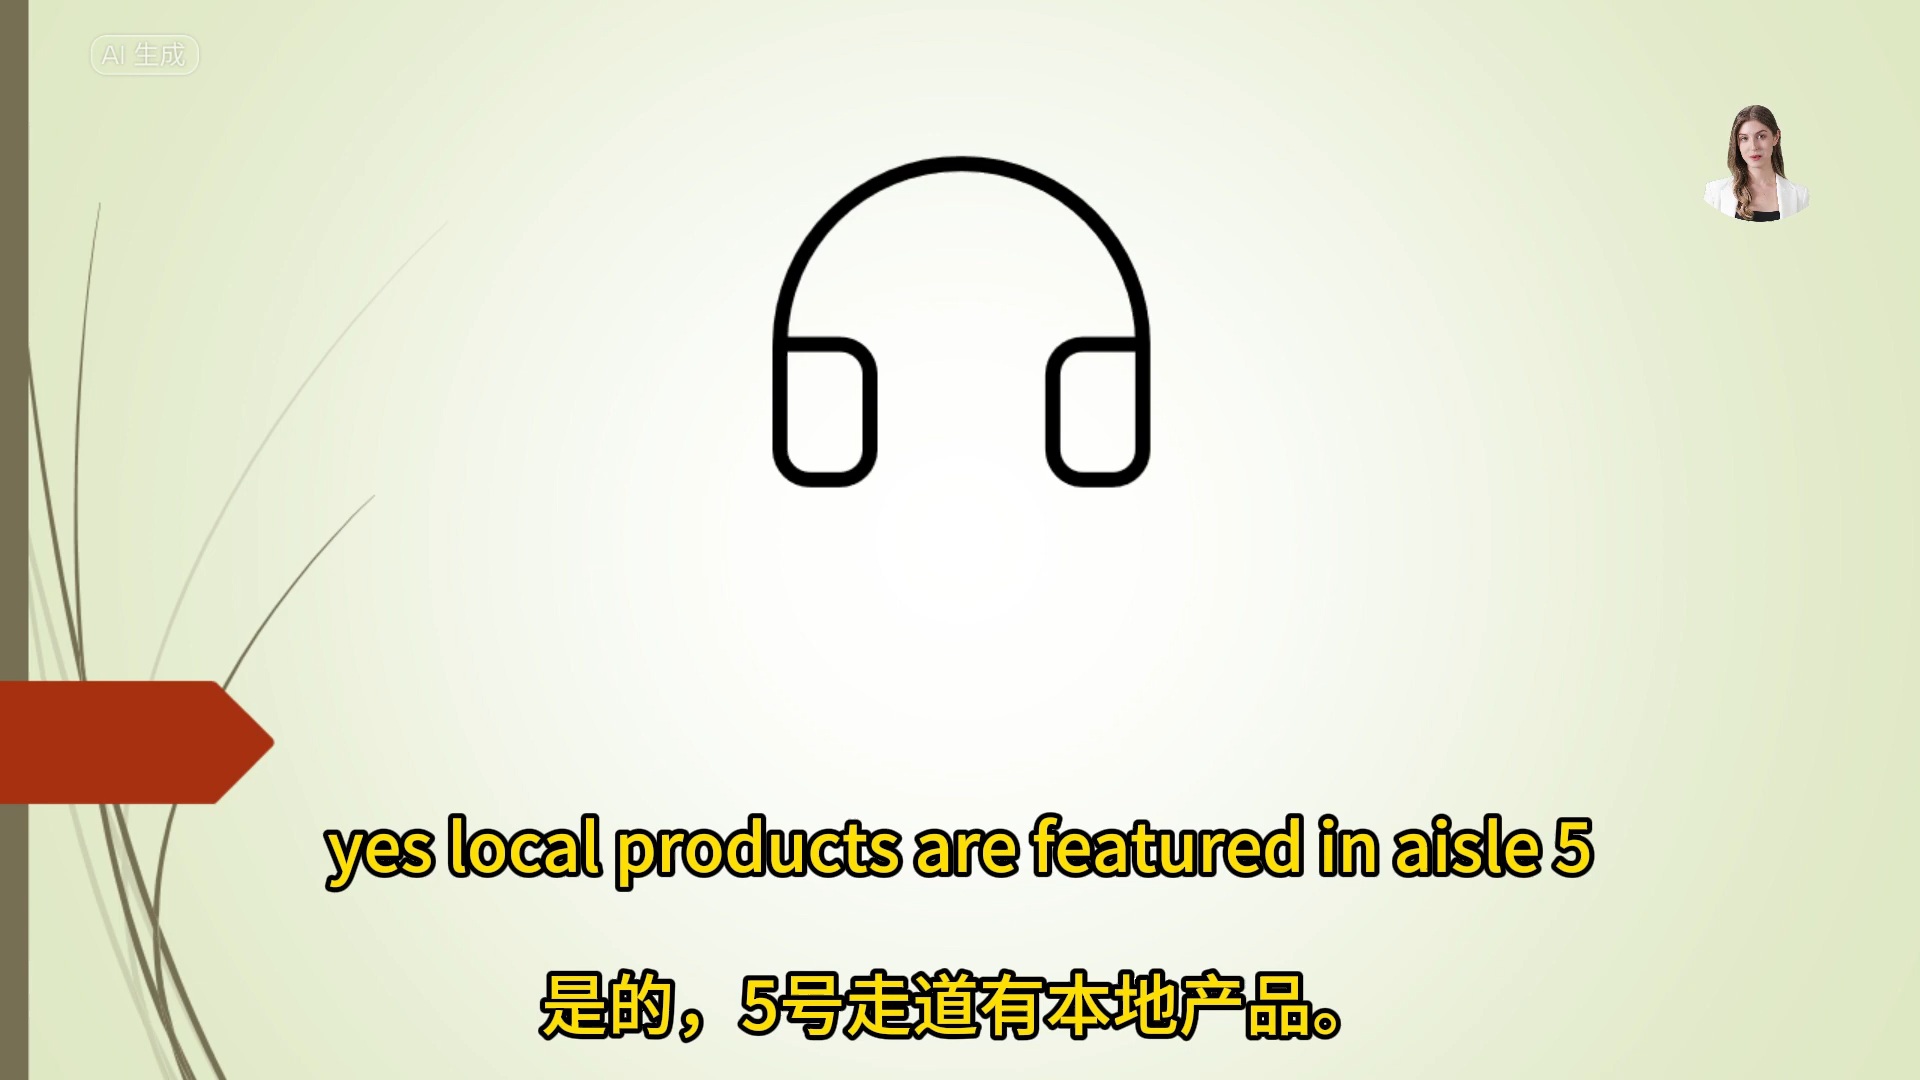 AI 生成
yes local products are featured in aisle 5
是的，5号走道有本地产品。